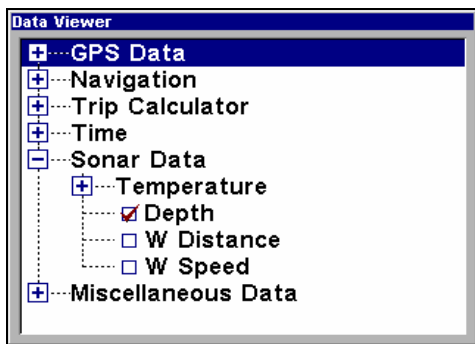 Data Viewer
GPS Data
Navigation
Trip Calculator
Time
Sonar Data
Temperature
Depth
W Distance
W Speed
Miscellaneous Data